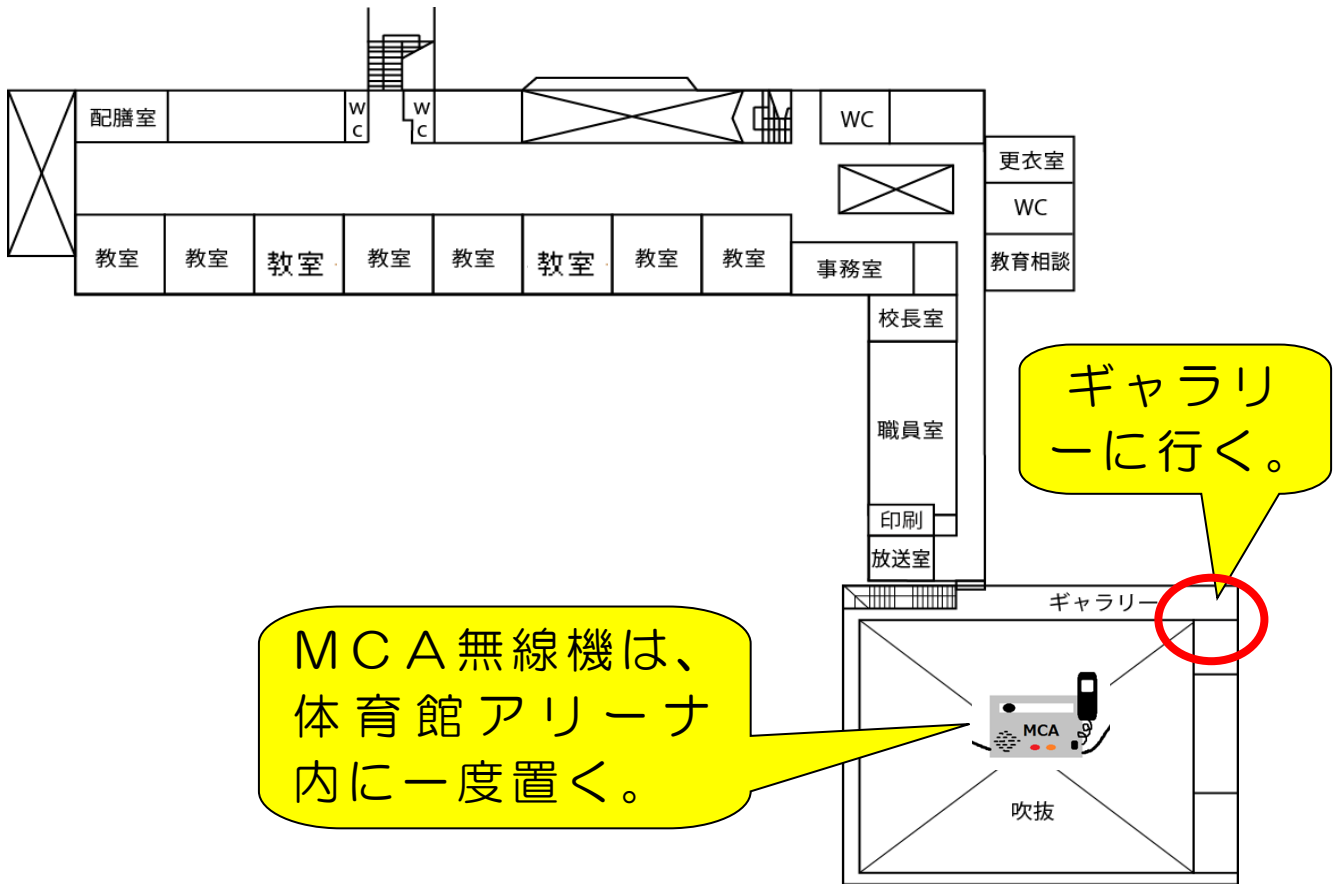 配膳室
WC
WC
WC
更衣室
WC
教育相談
教室
教室
教室
教室
教室
教室
教室
教室
事務室
校長室
職員室
印刷
放送室
ギャラリ
ーに行く。
ギャラリー
MCA無線機は、
体育館アリーナ
内に一度置く。
MCA
吹抜